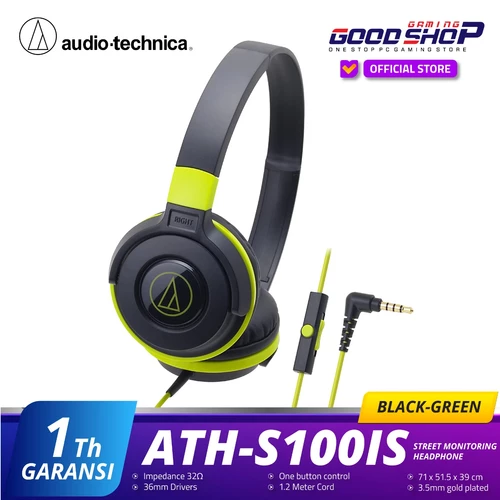 audio-technica
GAMING
GOODSHOP
ONE STOP PC GAMING STORE
OFFICIAL STORE
RIGHT
BLACK-GREEN
1Th
GARANSI
ATH-S100IS
STREET MONITORING
HEADPHONE
• Impedance 32Ω
• 36mm Drivers
• One button control
• 1.2 Meter Cord
• 71 x 51.5 x 39 cm
• 3.5mm gold plated